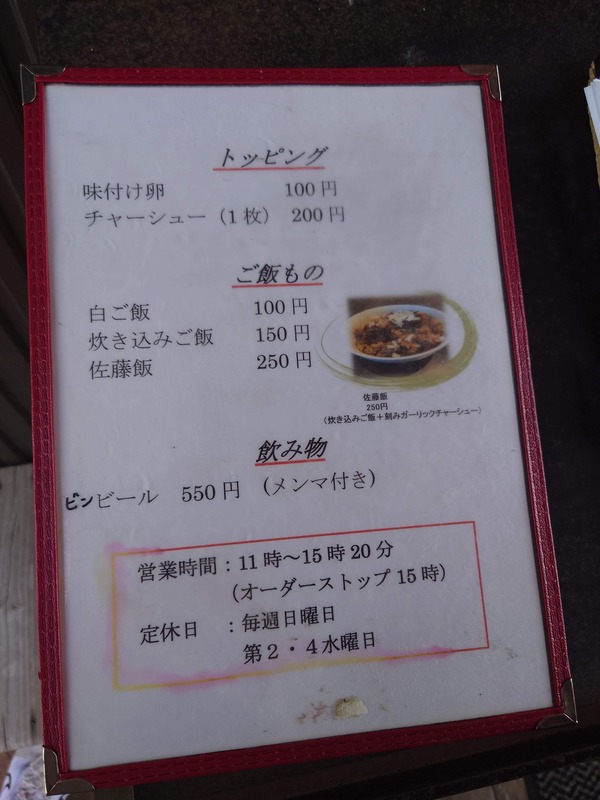 トッピング
味付け卵 100円
チャーシュー（1枚） 200円
ご飯もの
白ご飯 100円
炊き込みご飯 150円
佐藤飯 250円
佐藤飯
250円
（炊き込みご飯＋刻みガーリックチャーシュー）
飲み物
ビンビール 550円 （メンマ付き）
営業時間：11時～15時20分
（オーダーストップ 15時）
定休日 ：毎週日曜日
第２・４水曜日